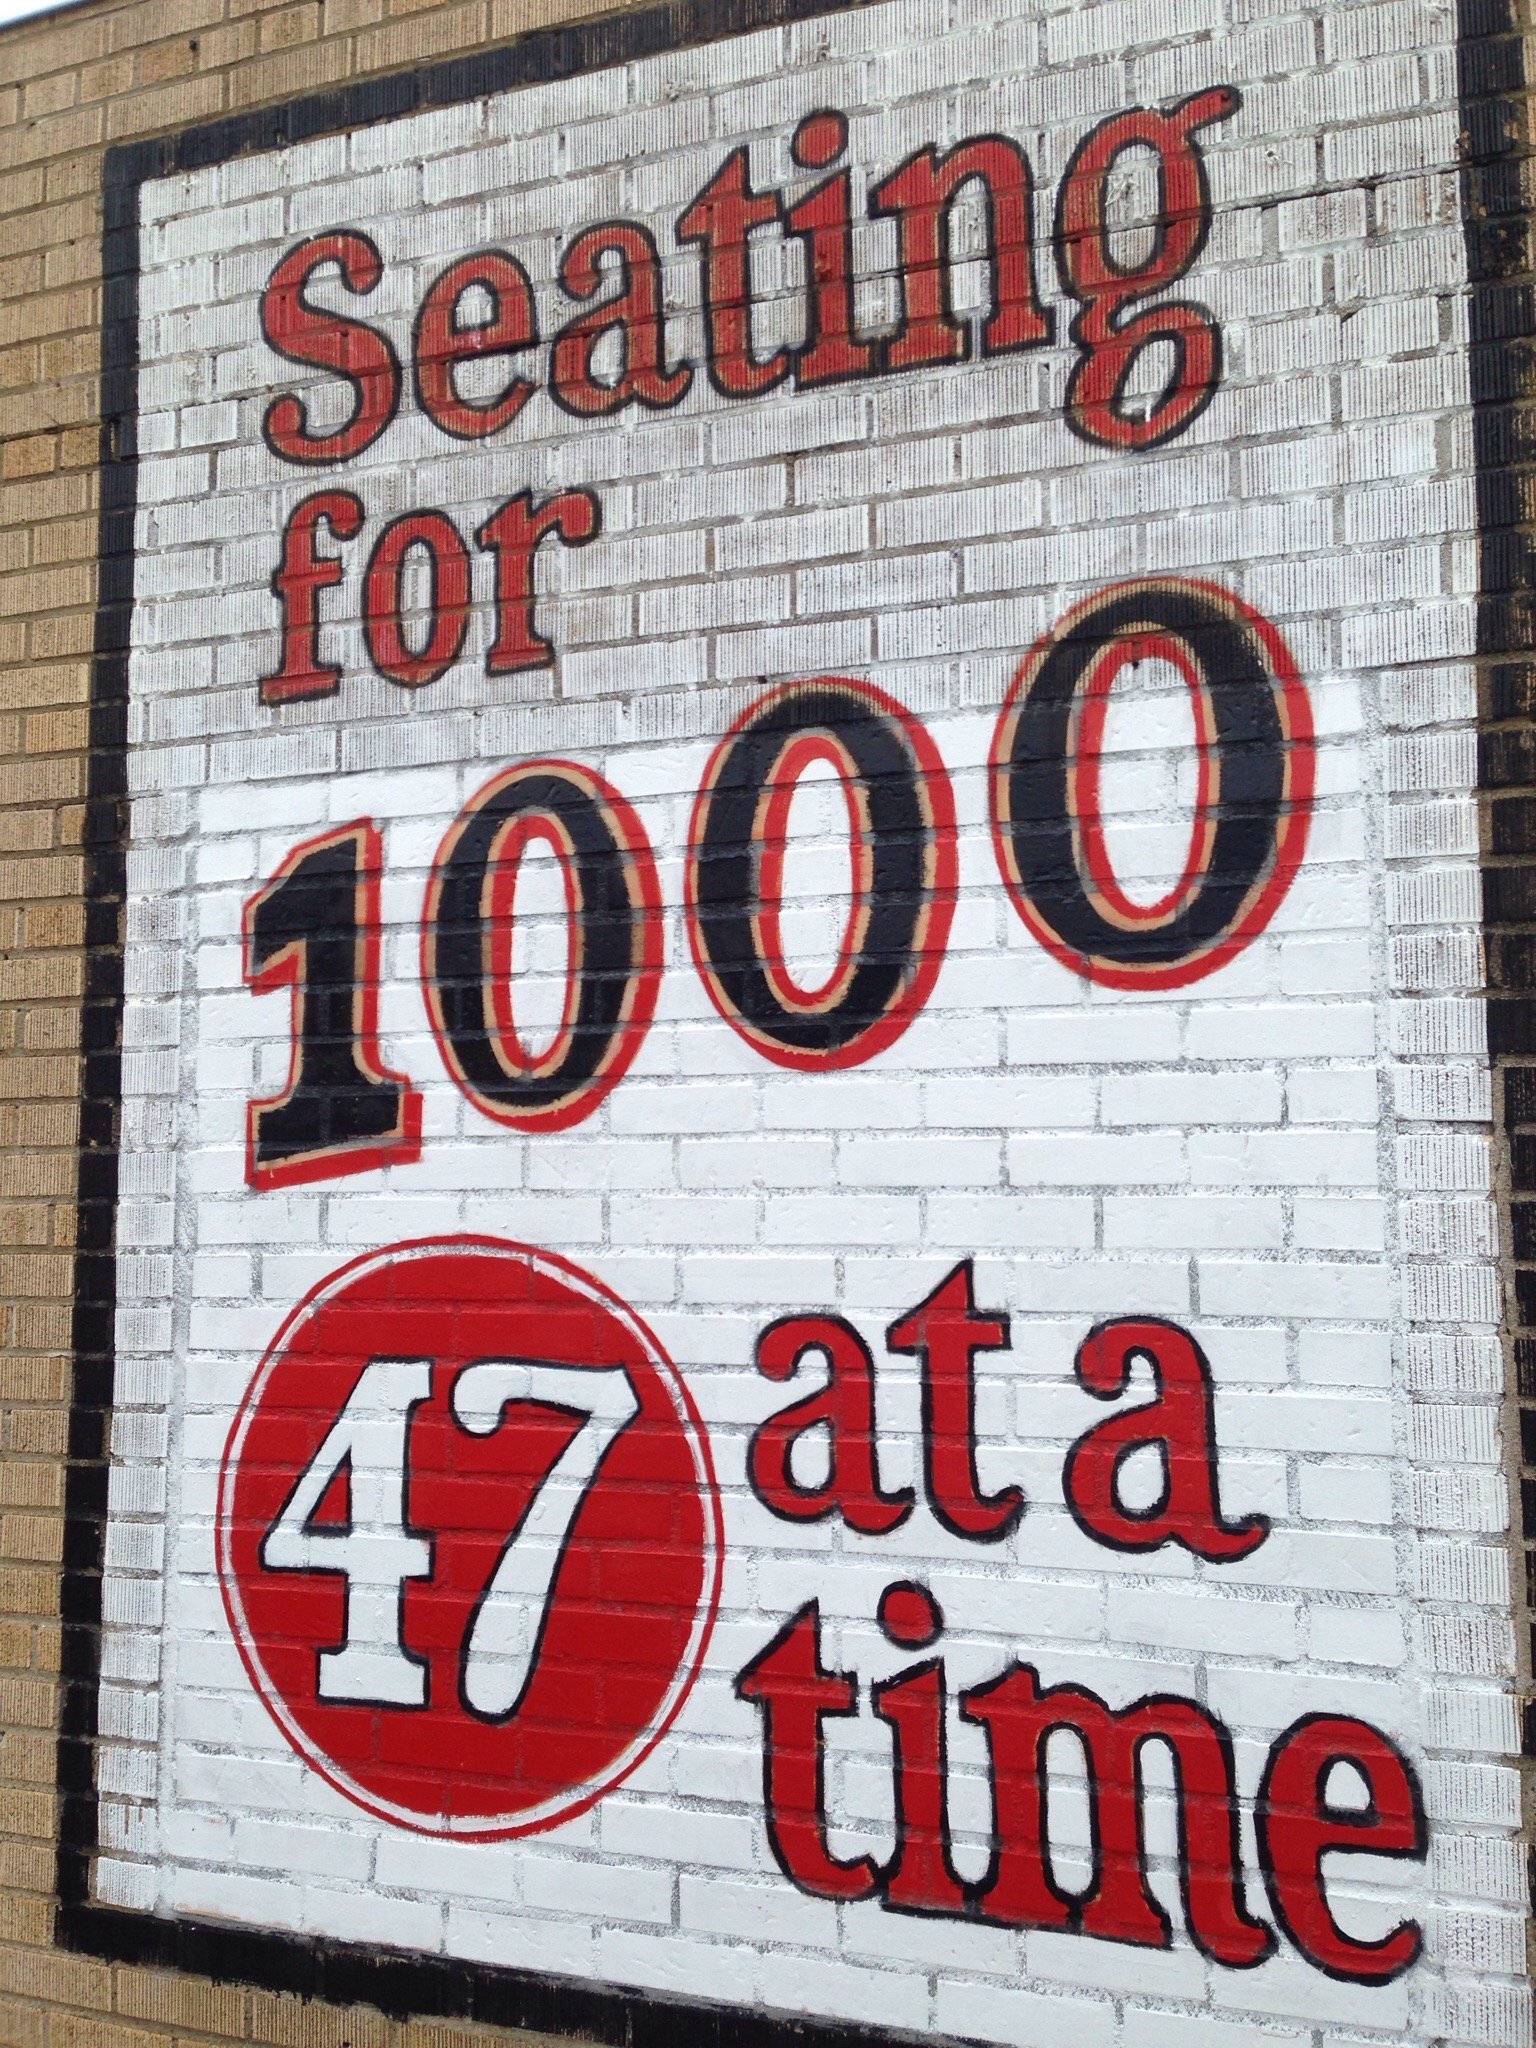 Seating
for
1000
47 at a
time